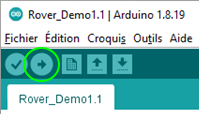 Rover_Demo1.1 | Arduino 1.8.19
Fichier Édition Croquis Outils Aide
Rover_Demo1.1